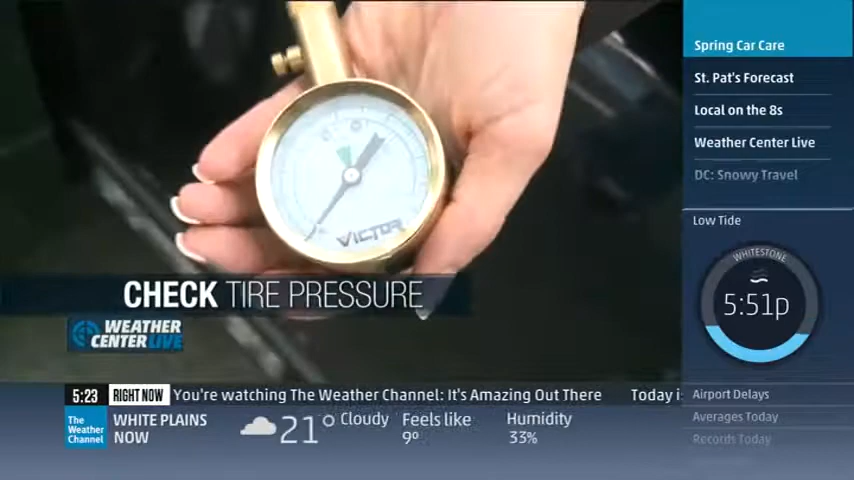 Spring Car Care
St. Pat's Forecast
Local on the 8s
Weather Center Live
DC: Snowy Travel
Low Tide
WHITESTONE
5:51p
Airport Delays
Averages Today
Records Today
VICTOR
CHECK TIRE PRESSURE
WEATHER
CENTER LIVE
5:23 RIGHT NOW You're watching The Weather Channel: It's Amazing Out There Today i
The
Weather
Channel
WHITE PLAINS
NOW
21° Cloudy
Feels like
9°
Humidity
33%